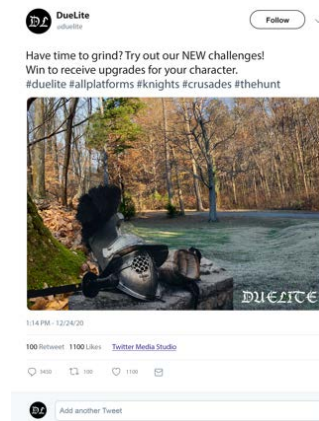 DL DueLite
@duelite
Follow
Have time to grind? Try out our NEW challenges!
Win to receive upgrades for your character.
#duelite #allplatforms #knights #crusades #thehunt
DUELITE
1:14 PM - 12/24/20
100 Retweet 1100 Likes Twitter Media Studio
100 1100
DL Add another Tweet